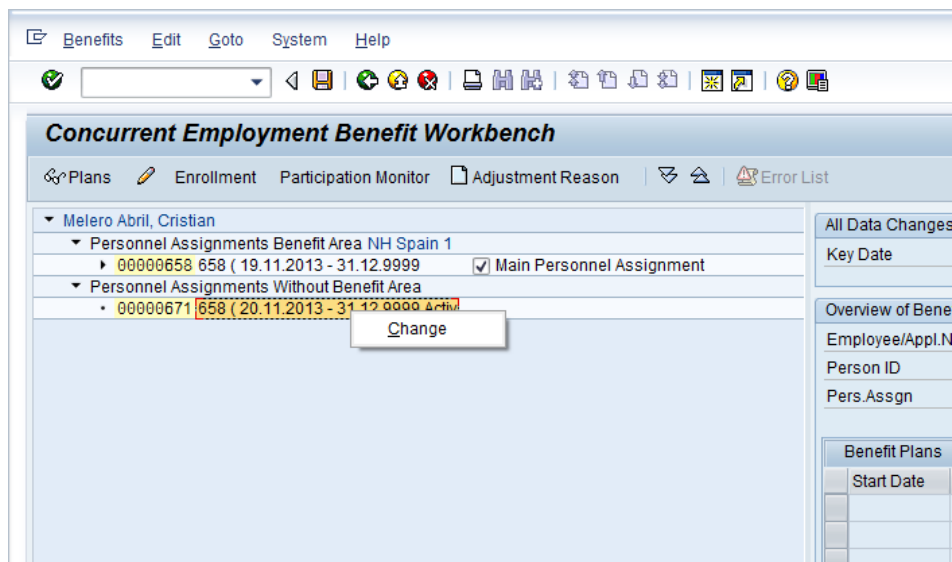 Benefits Edit Goto System Help
Concurrent Employment Benefit Workbench
Plans Enrollment Participation Monitor Adjustment Reason Error List
Melero Abril, Cristian
Personnel Assignments Benefit Area NH Spain 1
00000658 658 ( 19.11.2013 - 31.12.9999 Main Personnel Assignment
Personnel Assignments Without Benefit Area
00000671 658 ( 20.11.2013 - 31.12.9999 Activ
Change
All Data Changes
Key Date
Overview of Bene
Employee/Appl.N
Person ID
Pers.Assgn
Benefit Plans
Start Date